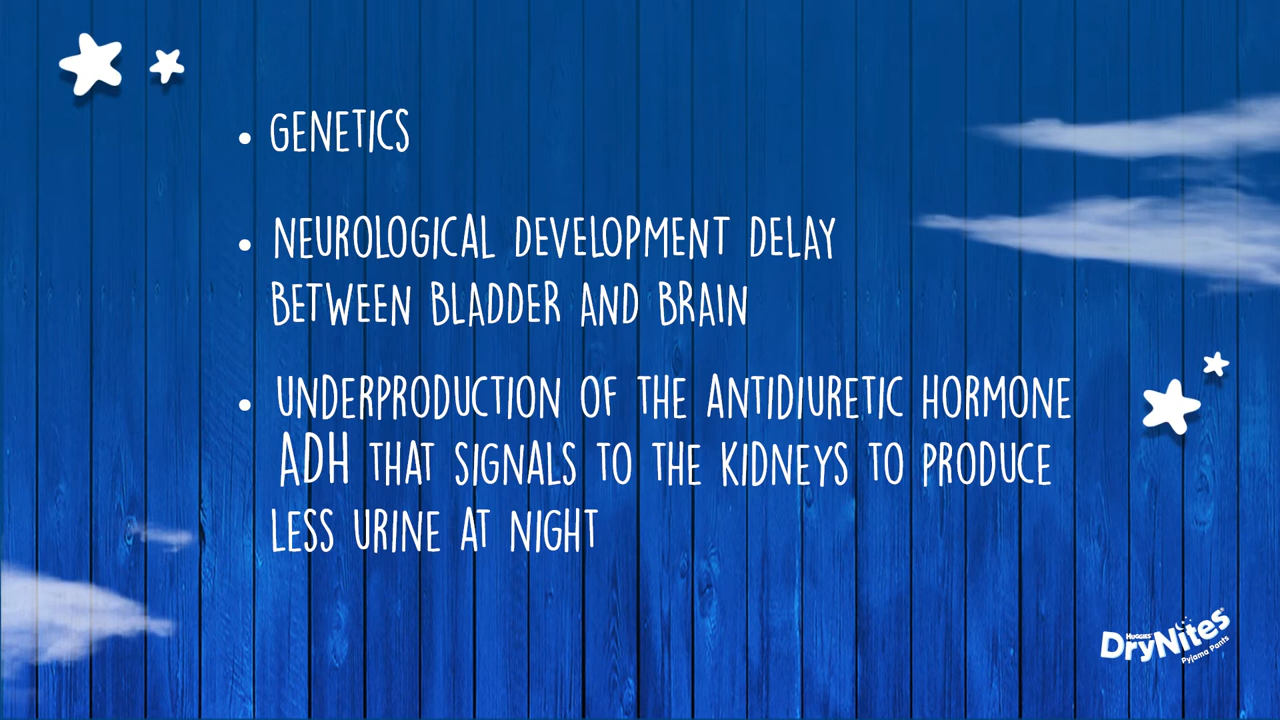 • GENETICS
• NEUROLOGICAL DEVELOPMENT DELAY
BETWEEN BLADDER AND BRAIN
• UNDERPRODUCTION OF THE ANTIDIURETIC HORMONE
ADH THAT SIGNALS TO THE KIDNEYS TO PRODUCE
LESS URINE AT NIGHT
HUGGIES
DryNites®
Pyjama Pants